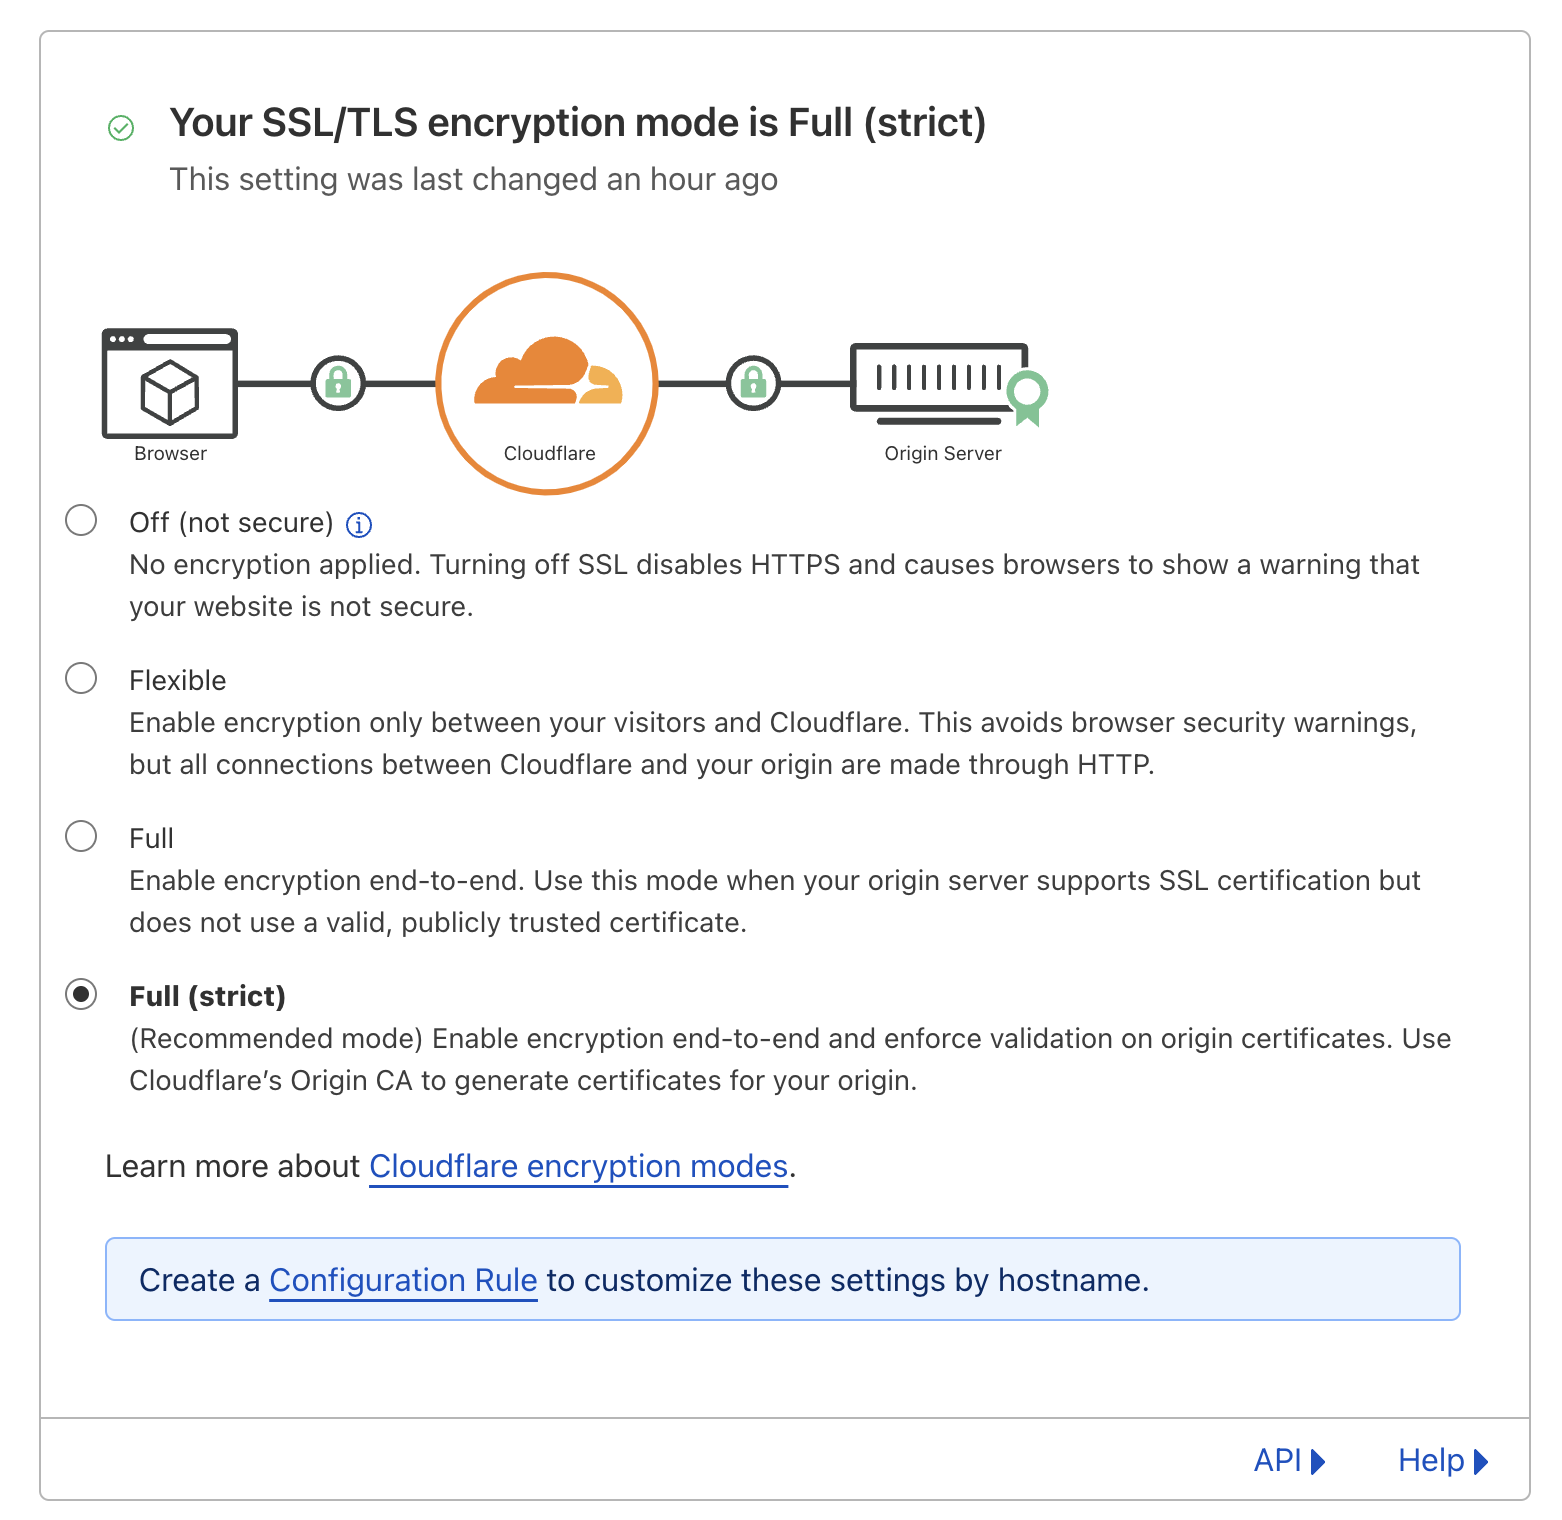 Your SSL/TLS encryption mode is Full (strict)
This setting was last changed an hour ago
Browser
Cloudflare
Origin Server
Off (not secure)
No encryption applied. Turning off SSL disables HTTPS and causes browsers to show a warning that
your website is not secure.
Flexible
Enable encryption only between your visitors and Cloudflare. This avoids browser security warnings,
but all connections between Cloudflare and your origin are made through HTTP.
Full
Enable encryption end-to-end. Use this mode when your origin server supports SSL certification but
does not use a valid, publicly trusted certificate.
Full (strict)
(Recommended mode) Enable encryption end-to-end and enforce validation on origin certificates. Use
Cloudflare’s Origin CA to generate certificates for your origin.
Learn more about Cloudflare encryption modes.
Create a Configuration Rule to customize these settings by hostname.
API Help